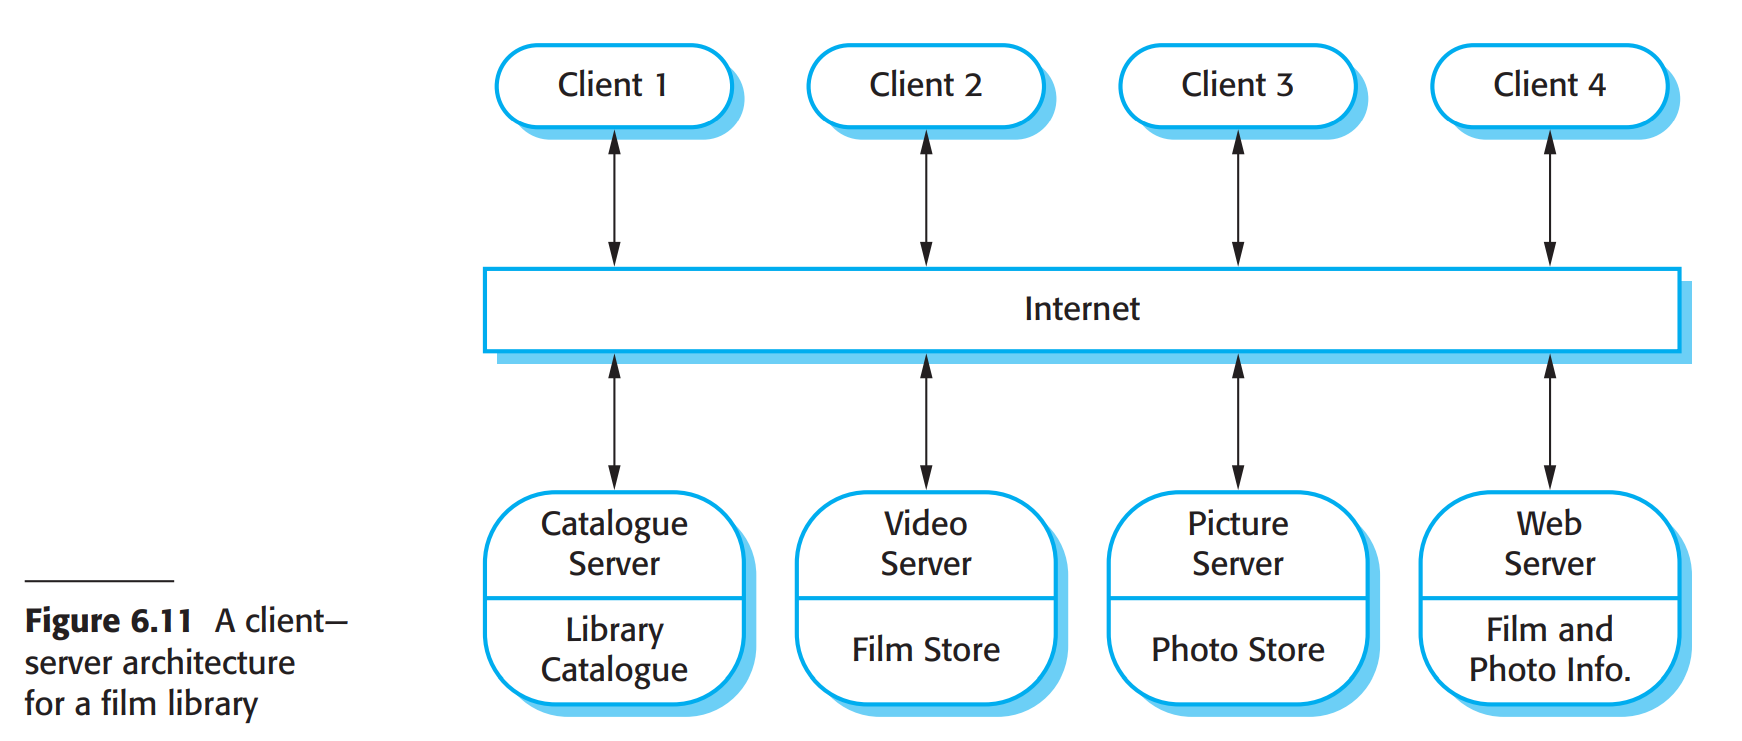 Client 1
Client 2
Client 3
Client 4
Internet
Catalogue
Server
Library
Catalogue
Video
Server
Film Store
Picture
Server
Photo Store
Web
Server
Film and
Photo Info.
Figure 6.11 A client–
server architecture
for a film library